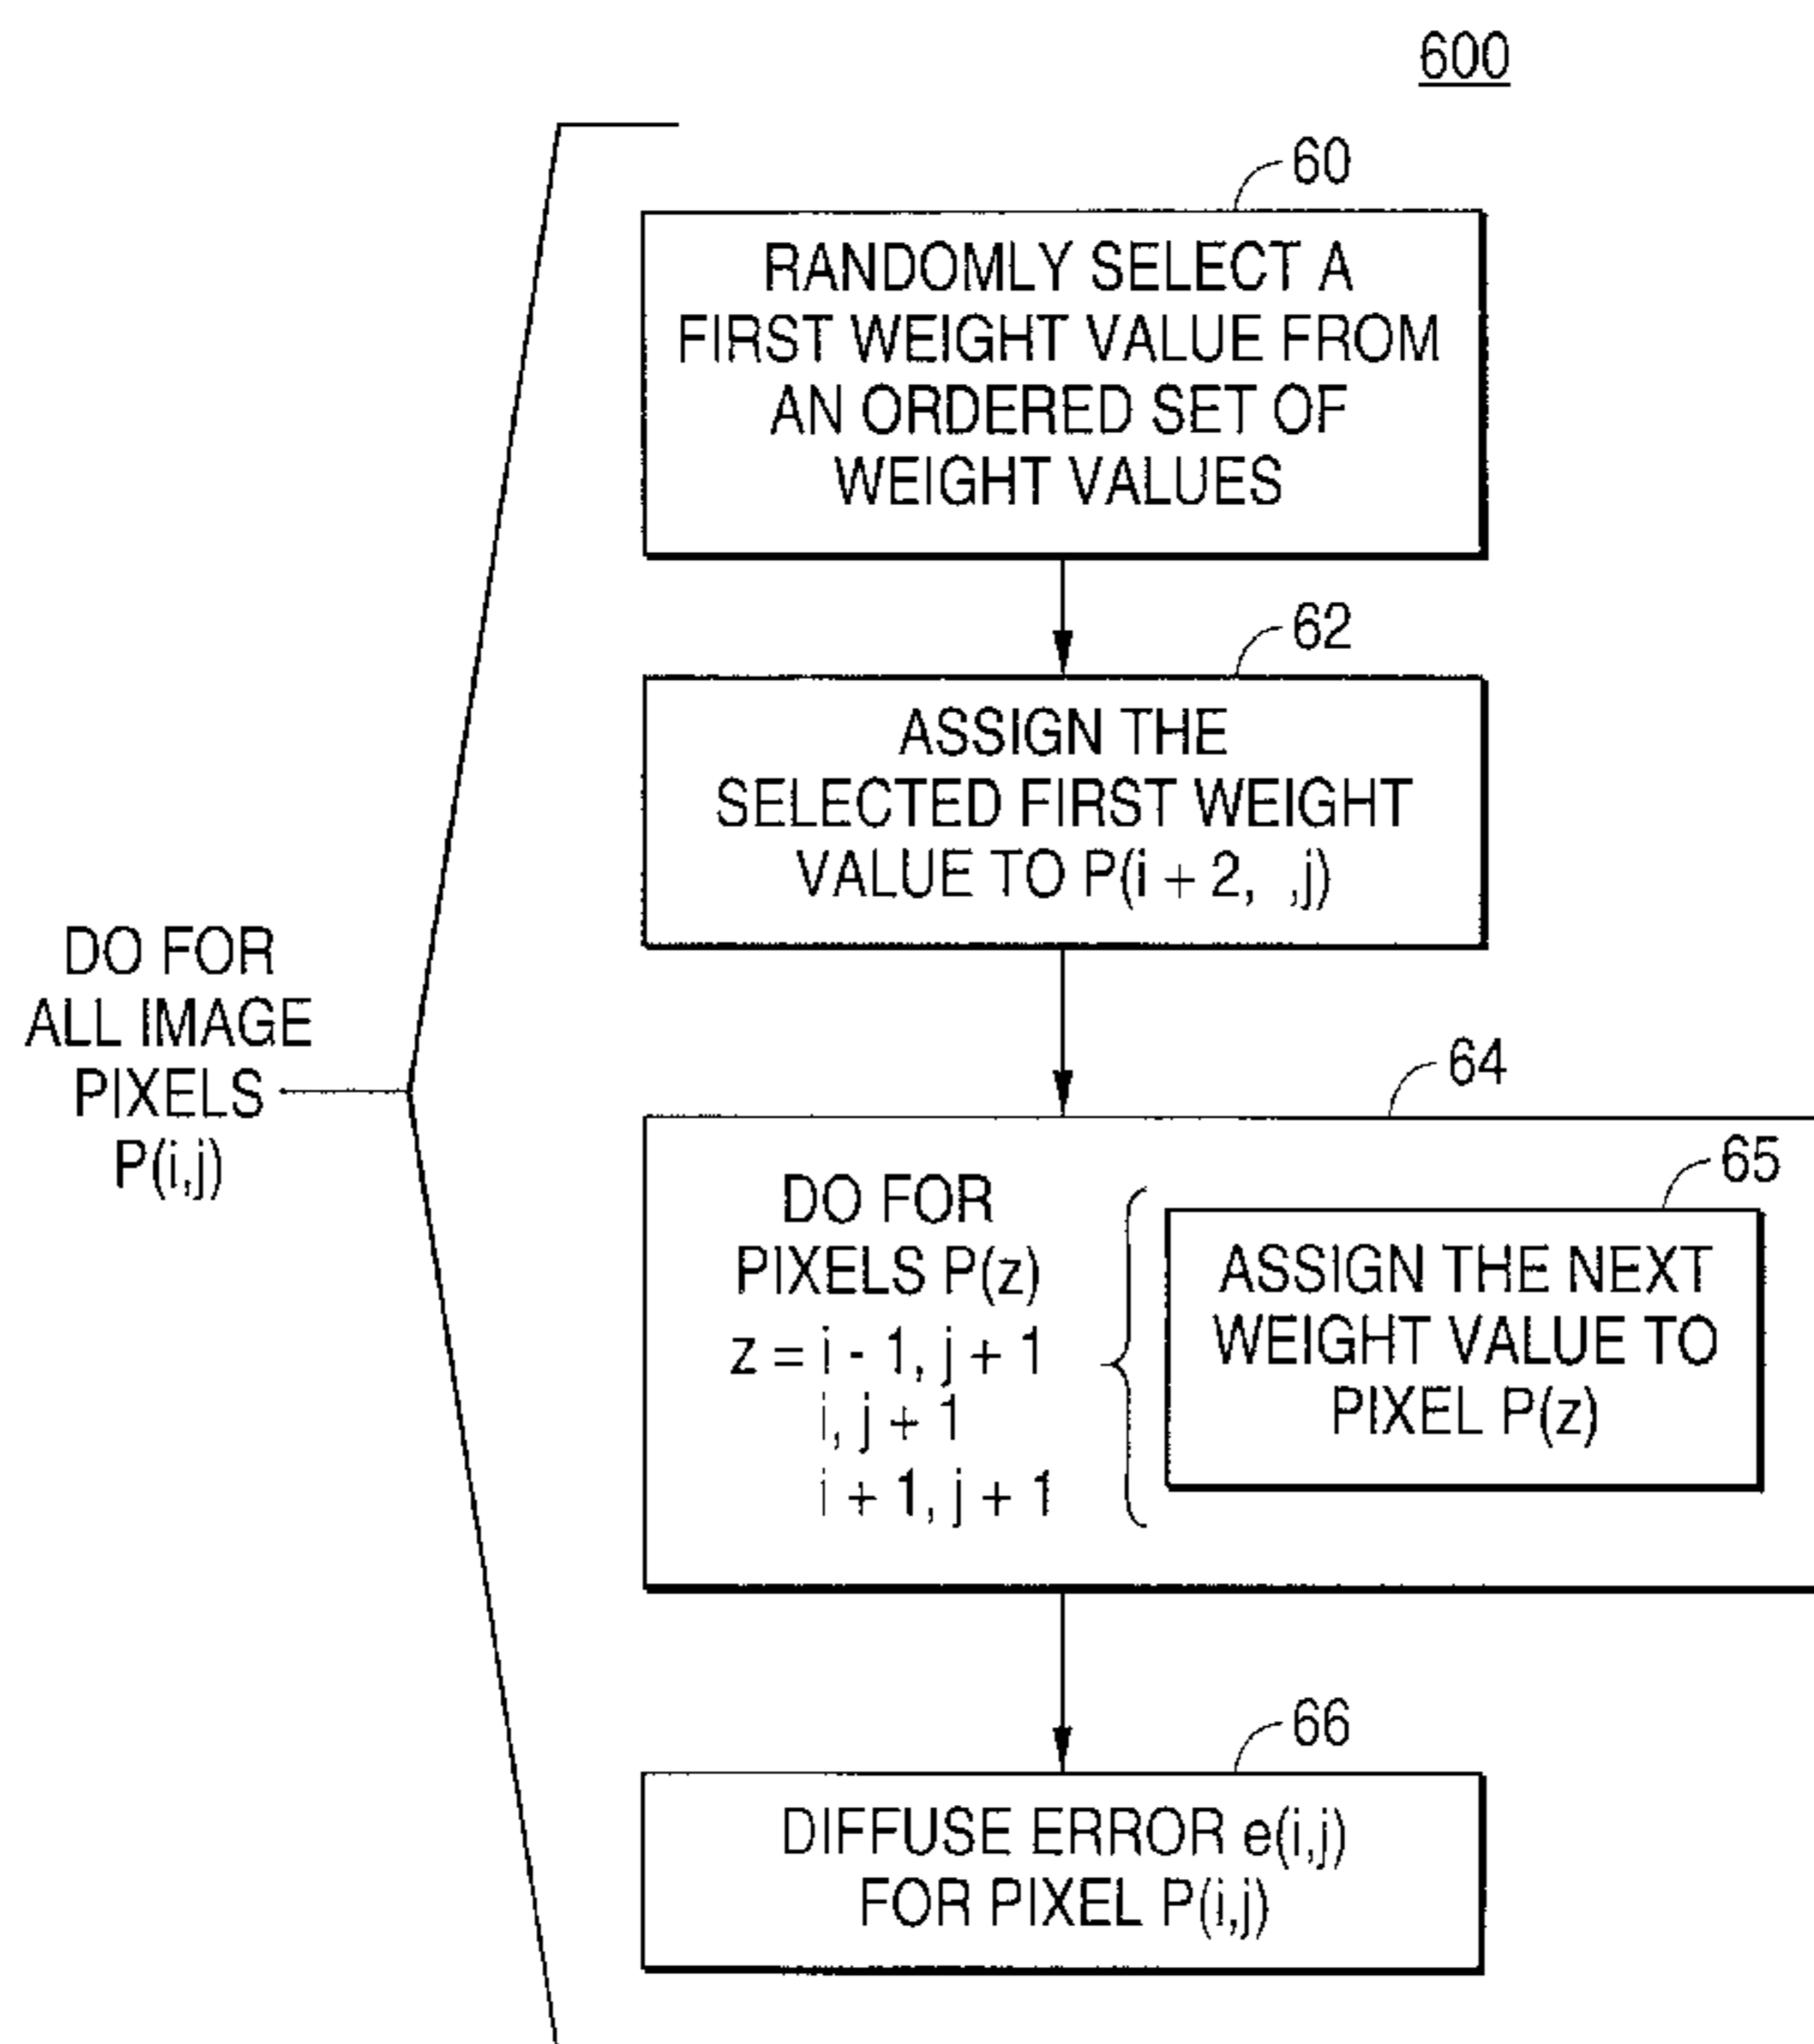 600
60
RANDOMLY SELECT A
FIRST WEIGHT VALUE FROM
AN ORDERED SET OF
WEIGHT VALUES
62
ASSIGN THE
SELECTED FIRST WEIGHT
VALUE TO P(i + 2, ,j)
DO FOR
ALL IMAGE
PIXELS
P(i,j)
64
DO FOR
PIXELS P(z)
z = i - 1, j + 1
i, j + 1
i + 1, j + 1
65
ASSIGN THE NEXT
WEIGHT VALUE TO
PIXEL P(z)
66
DIFFUSE ERROR e(i,j)
FOR PIXEL P(i,j)